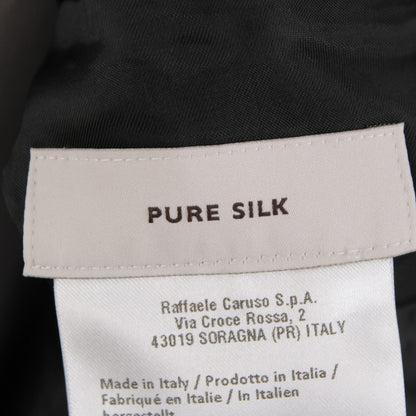 PURE SILK
Raffaele Caruso S.p.A.
Via Croce Rossa, 2
43019 SORAGNA (PR) ITALY
Made in Italy / Prodotto in Italia /
Fabriqué en Italie / In Italien
hergestellt